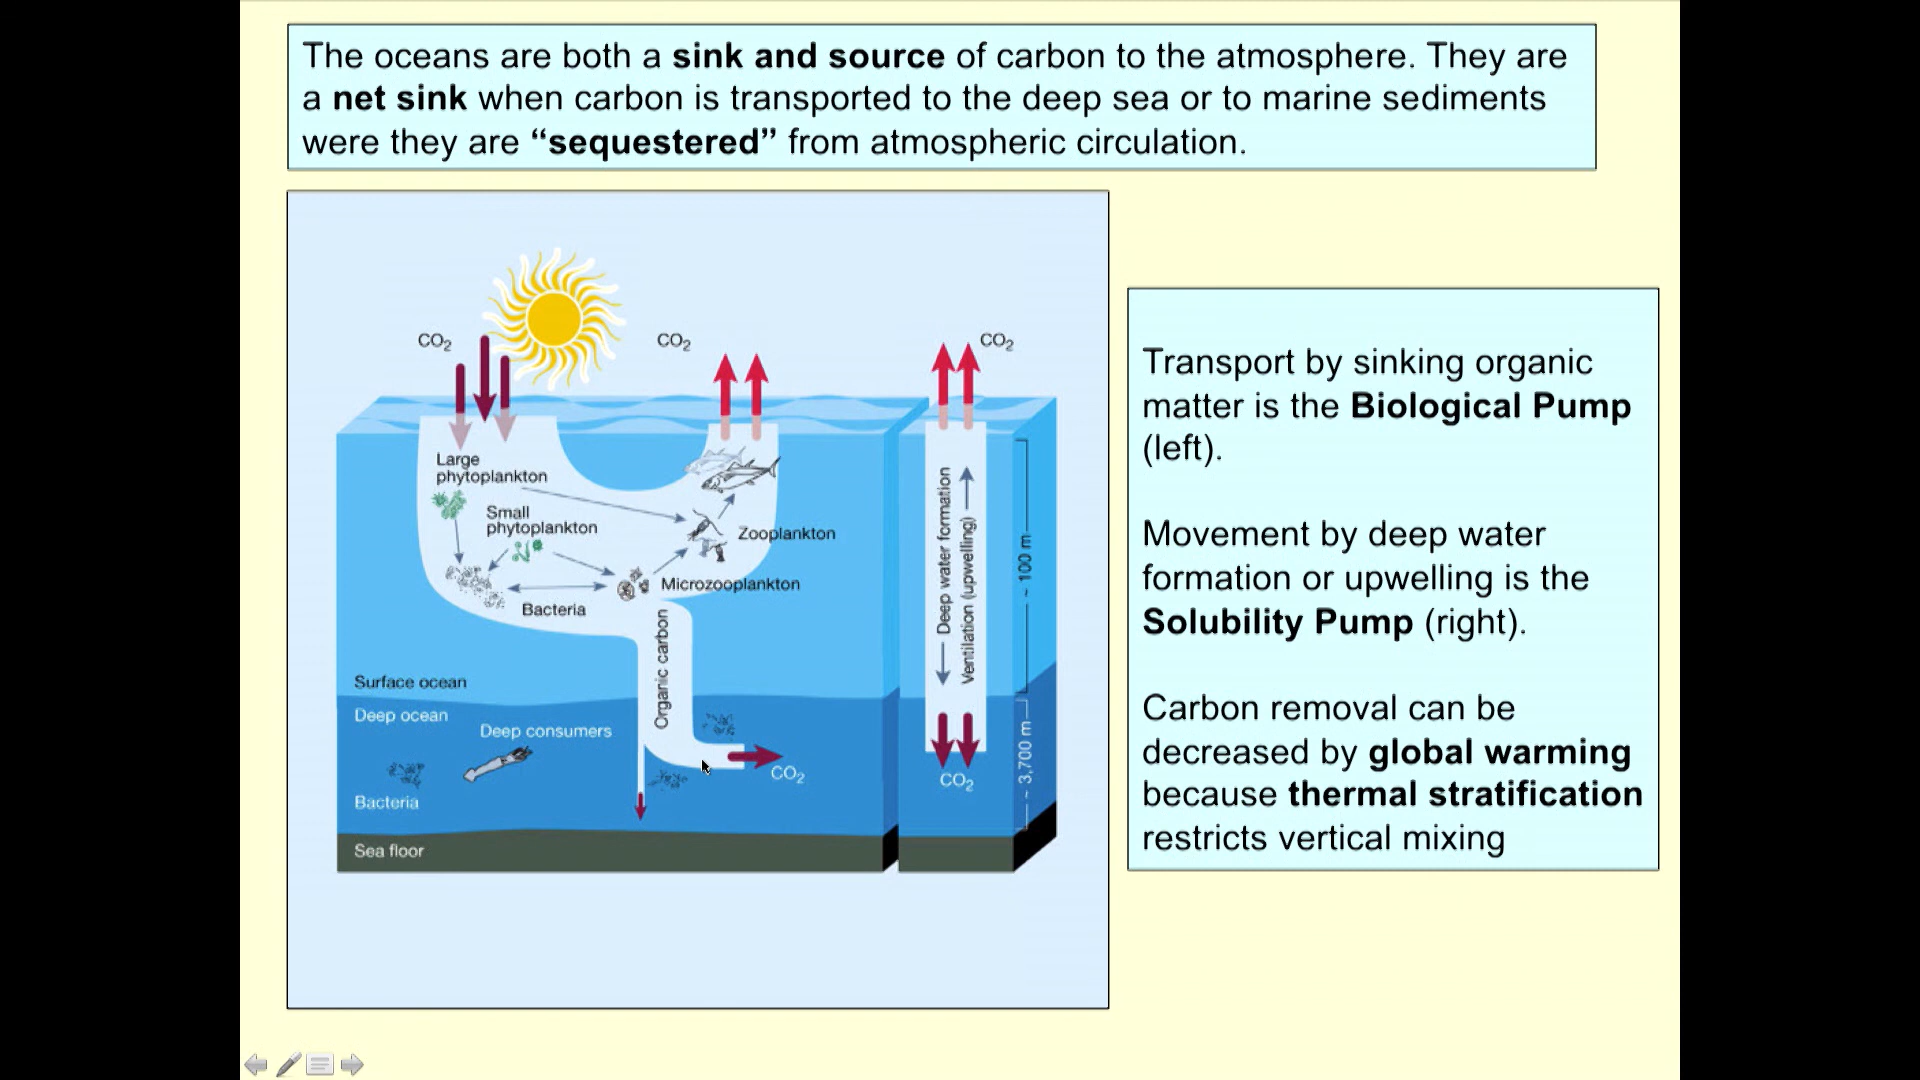 The oceans are both a sink and source of carbon to the atmosphere. They are
a net sink when carbon is transported to the deep sea or to marine sediments
were they are “sequestered” from atmospheric circulation.
CO2
CO2
CO2
Large
phytoplankton
Small
phytoplankton
Zooplankton
Microzooplankton
Bacteria
Organic carbon
Surface ocean
Deep ocean
Deep consumers
Bacteria
CO2
Sea floor
Deep water formation
Ventilation (upwelling)
~ 100 m
~ 3,700 m
CO2
Transport by sinking organic
matter is the Biological Pump
(left).
Movement by deep water
formation or upwelling is the
Solubility Pump (right).
Carbon removal can be
decreased by global warming
because thermal stratification
restricts vertical mixing